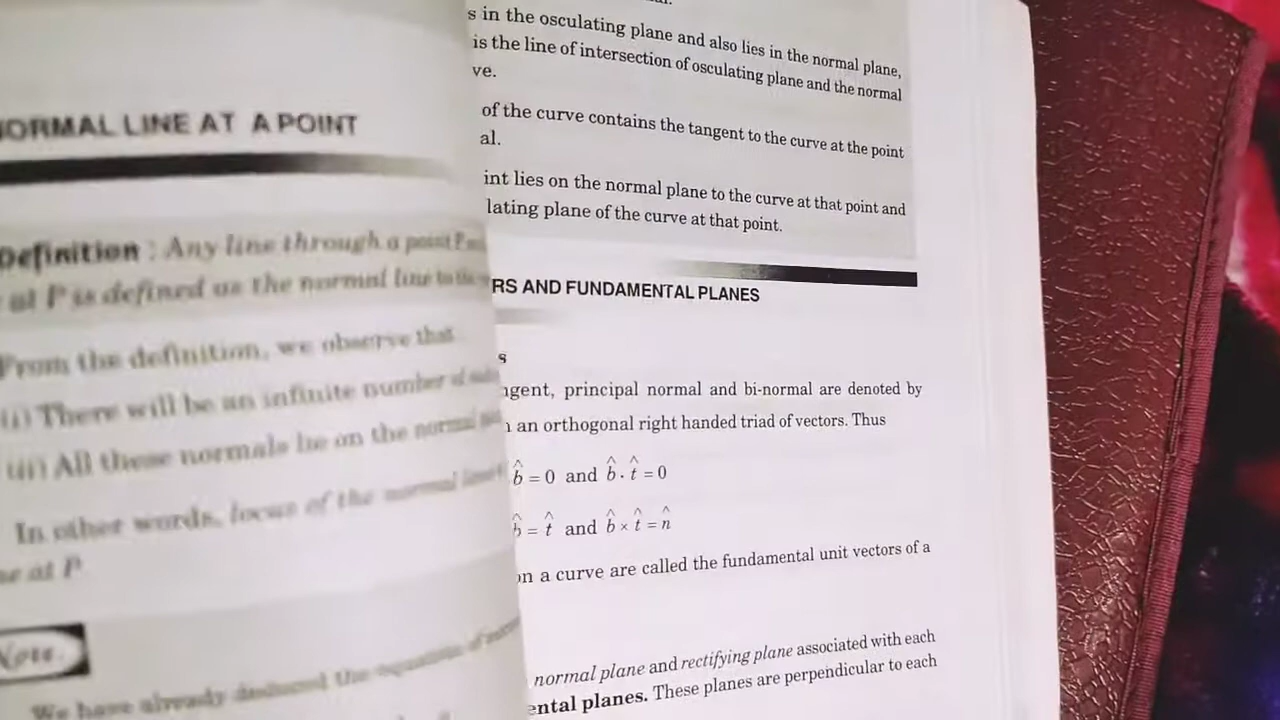 NORMAL LINE AT A POINT
Definition : Any line through a point P
at P is defined as the normal line to the
From the definition, we observe that
(i) There will be an infinite number of
(ii) All these normals lie on the normal
In other words, locus of the normal lines
at P
Note.
We have already deduced the equation of
s in the osculating plane and also lies in the normal plane,
is the line of intersection of osculating plane and the normal
ve.
of the curve contains the tangent to the curve at the point
al.
int lies on the normal plane to the curve at that point and
lating plane of the curve at that point.
RS AND FUNDAMENTAL PLANES
s
ngent, principal normal and bi-normal are denoted by
an orthogonal right handed triad of vectors. Thus
b̂ = 0 and b̂ · t̂ = 0
b̂ = t̂ and b̂ × t̂ = n̂
on a curve are called the fundamental unit vectors of a
normal plane and rectifying plane associated with each
ental planes. These planes are perpendicular to each